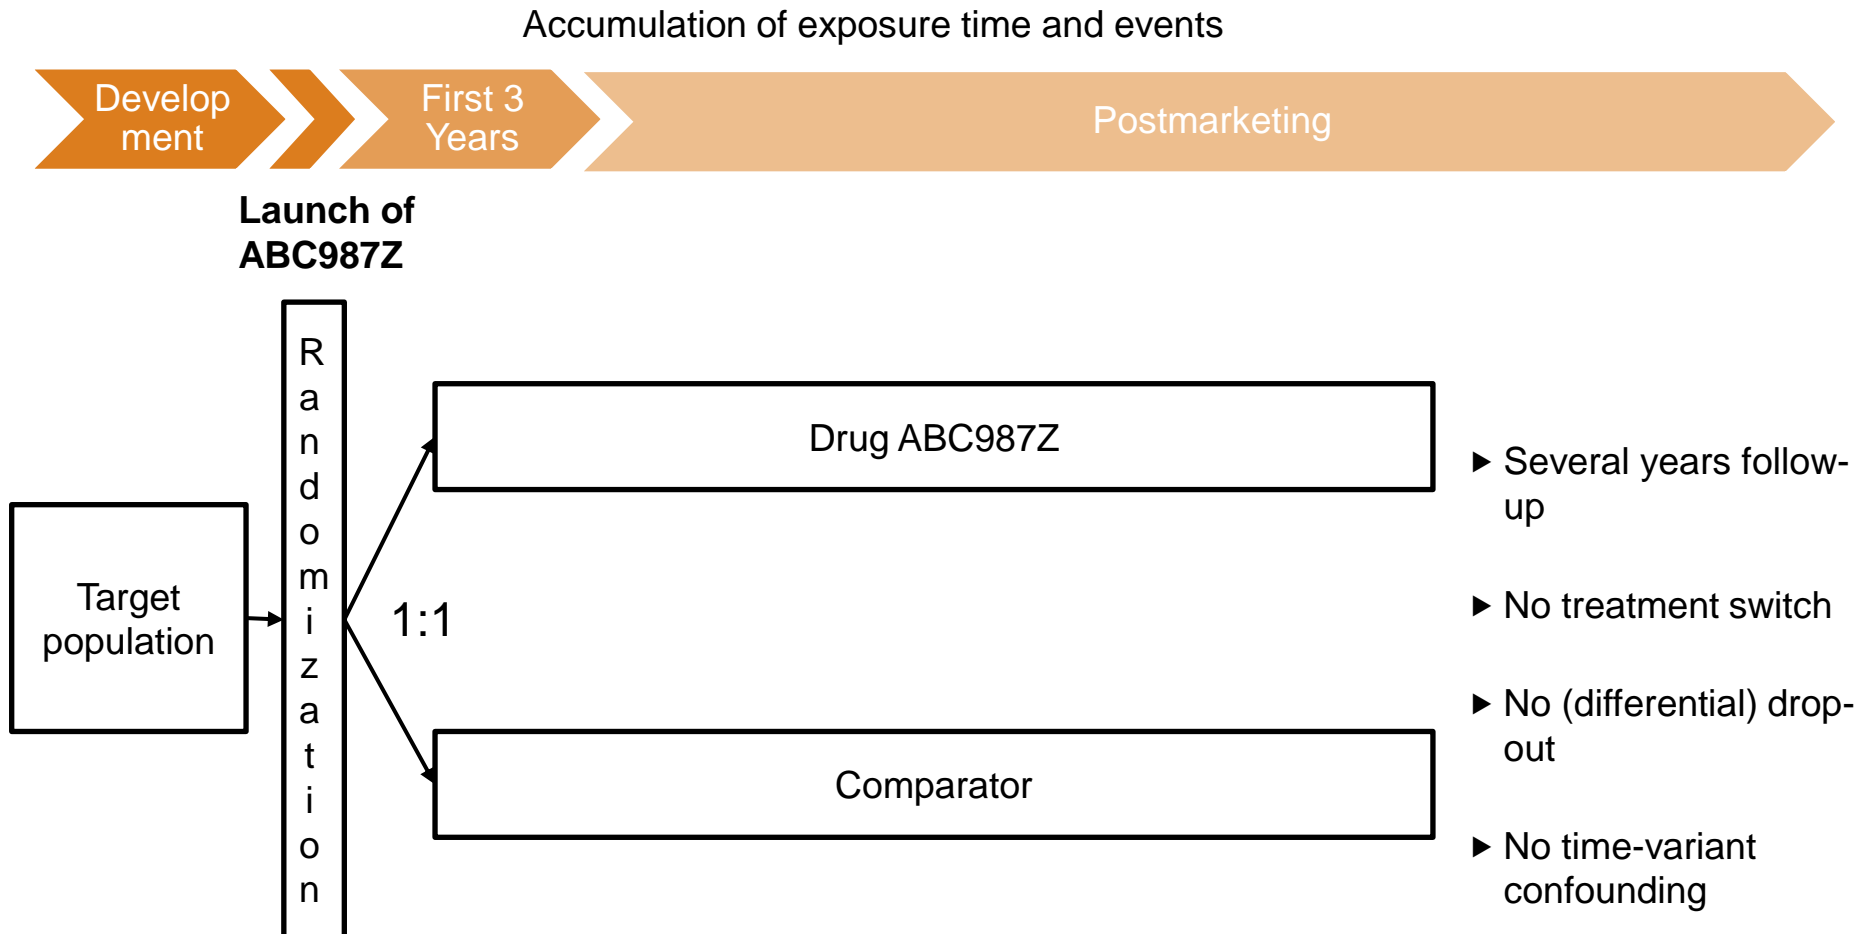 Accumulation of exposure time and events
Develop
ment
First 3
Years
Postmarketing
Launch of
ABC987Z
Randomization
Target
population
1:1
Drug ABC987Z
Comparator
▶ Several years follow-
up
▶ No treatment switch
▶ No (differential) drop-
out
▶ No time-variant
confounding